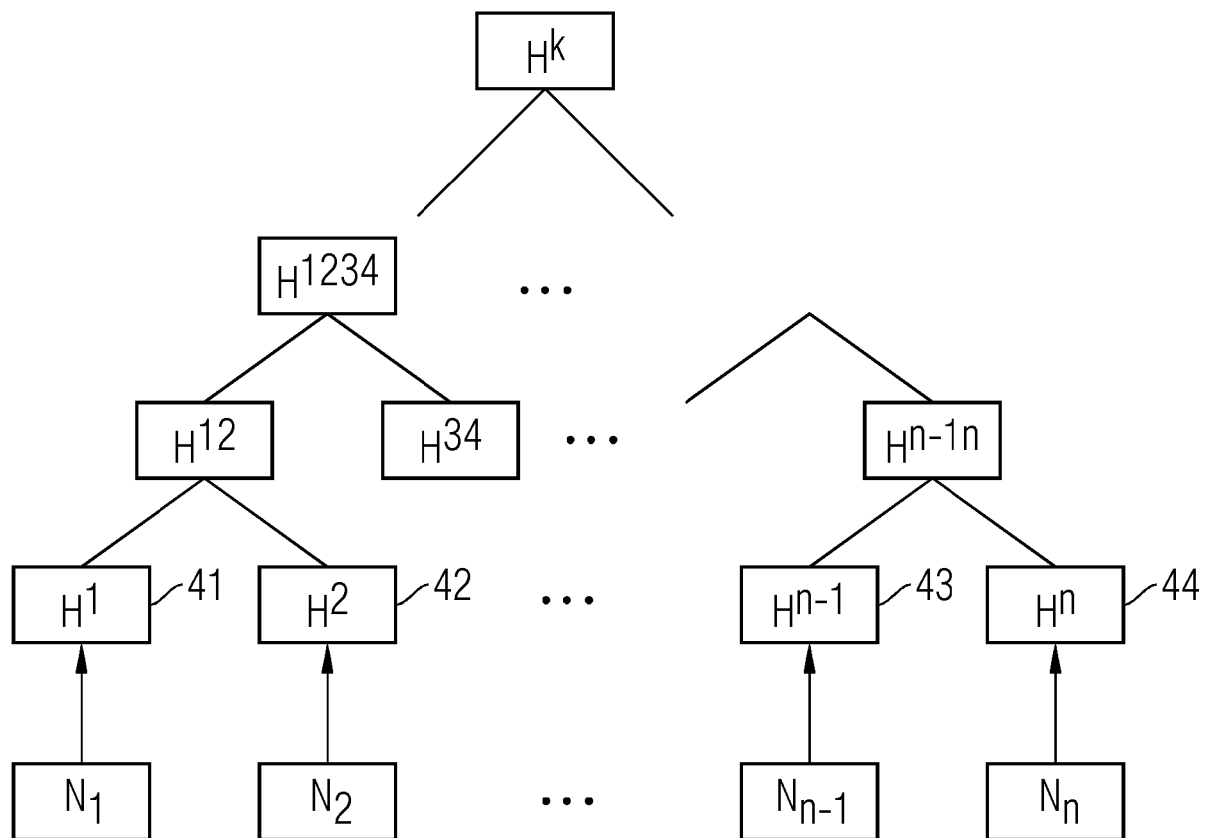 H^k
H^1234 ...
H^12 H^34 ... H^n-1n
H^1 41 H^2 42 ... H^n-1 43 H^n 44
N_1 N_2 ... N_n-1 N_n